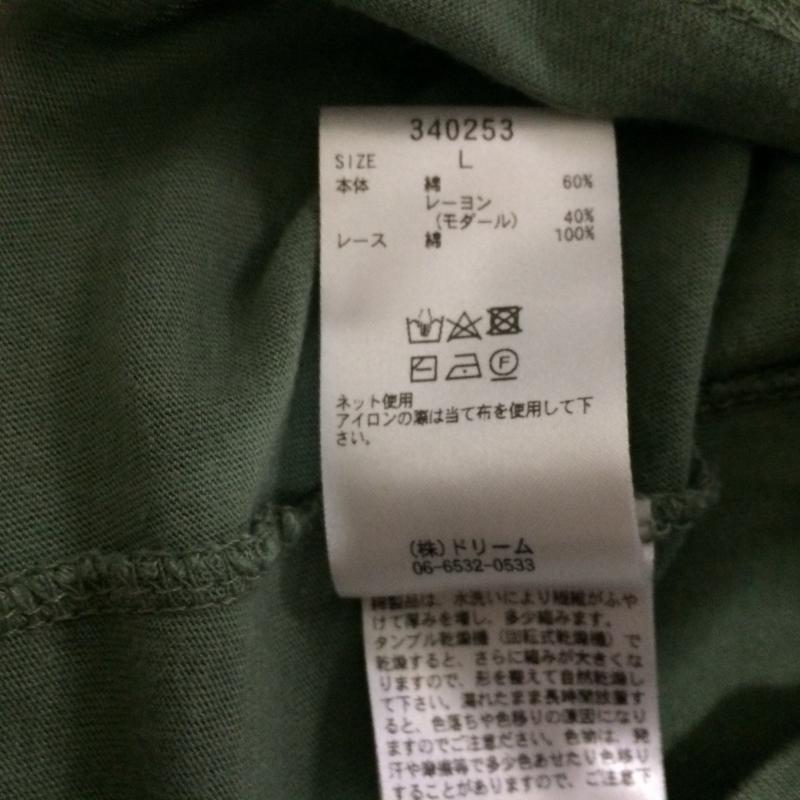 340253
SIZE L
本体 綿 60%
レーヨン
(モダール) 40%
レース 綿 100%
F
ネット使用
アイロンの際は当て布を使用して下
さい。
(株)ドリーム
06-6532-0533
綿製品は、水洗いにより繊維がふや
けて厚みを増し、多少縮みます。
タンブル乾燥機(回転式乾燥機)で
乾燥すると、さらに縮みが大きくな
りますので、形を整えて自然乾燥し
て下さい。濡れたまま長時間放置す
ると、色落ちや色移りの原因になり
ますのでご注意ください。色物は、発
汗や摩擦等で多少色あせたり色移り
することがありますので、ご注意下